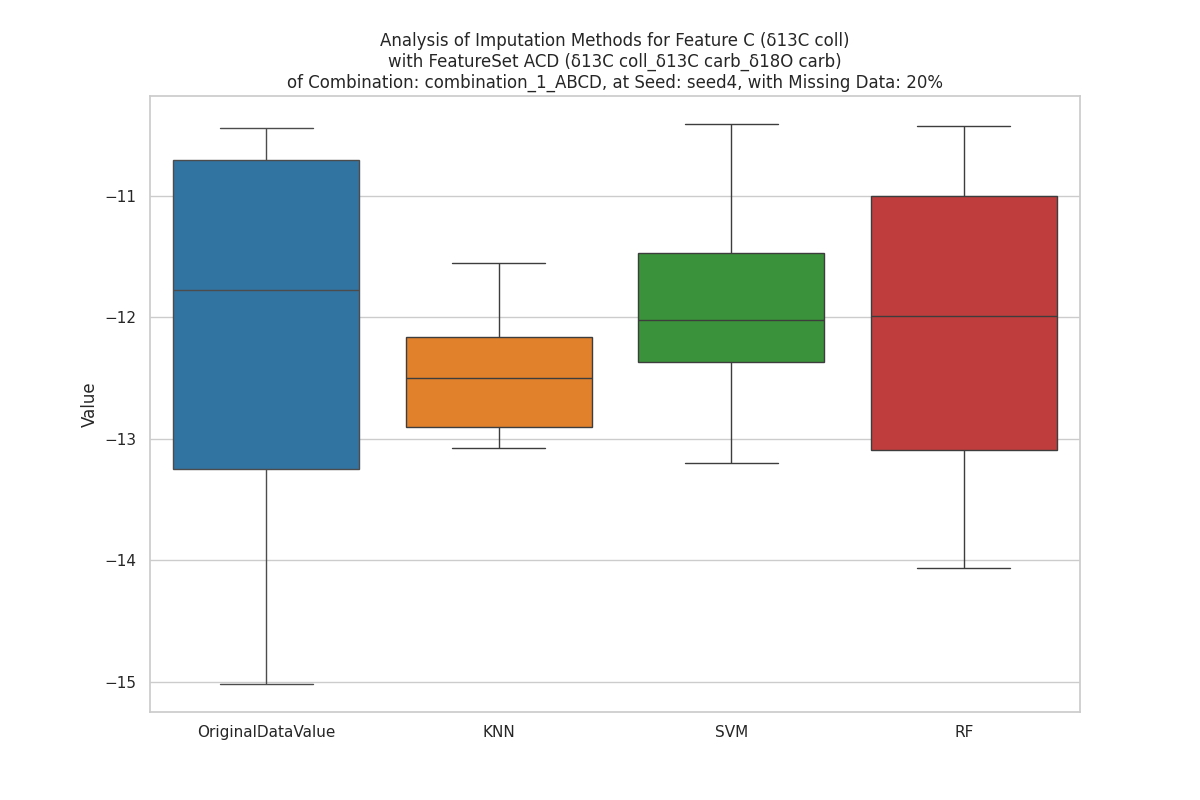 Analysis of Imputation Methods for Feature C (δ13C coll)
with FeatureSet ACD (δ13C coll_δ13C carb_δ18O carb)
of Combination: combination_1_ABCD, at Seed: seed4, with Missing Data: 20%
Value
−11
−12
−13
−14
−15
OriginalDataValue
KNN
SVM
RF